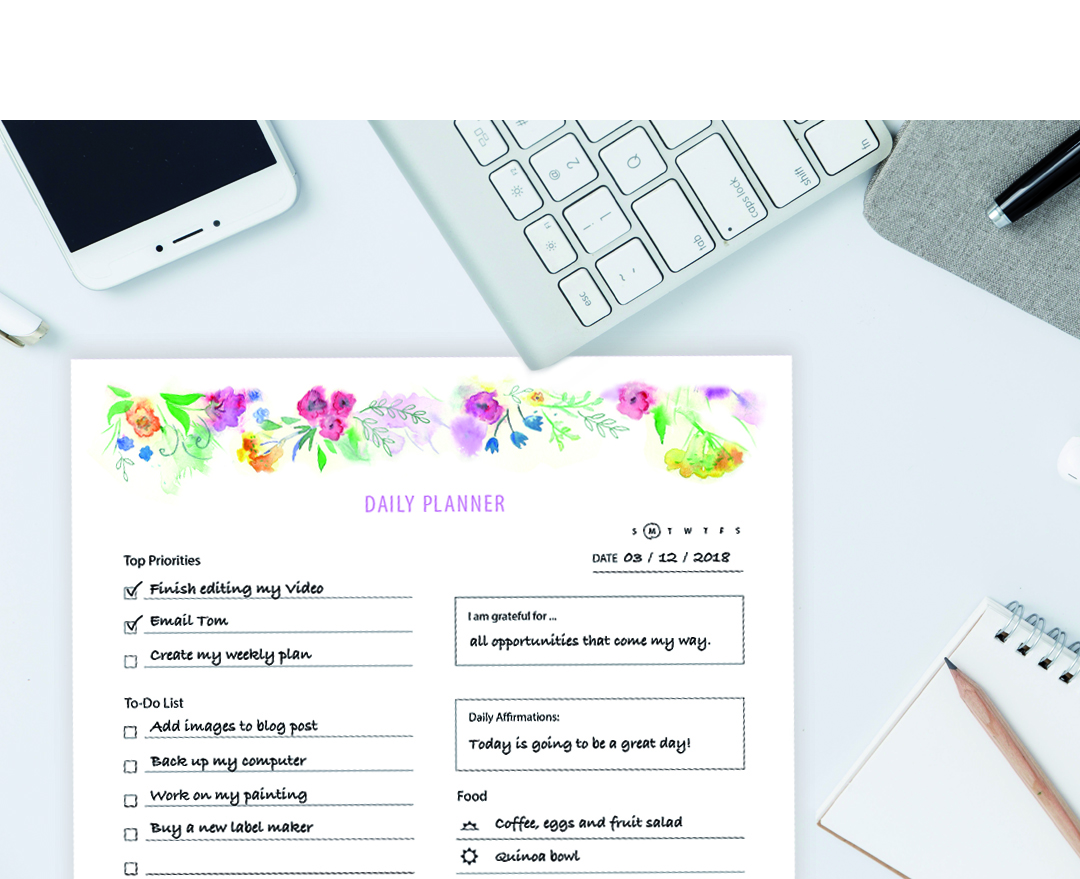 fn
shift
caps lock
tab
Q
@ 2
#
! 1
F2
F1
~ `
esc
DAILY PLANNER
S M T W T F S
DATE 03 / 12 / 2018
Top Priorities
Finish editing my Video
Email Tom
Create my weekly plan
I am grateful for ...
all opportunities that come my way.
To-Do List
Add images to blog post
Back up my computer
Work on my painting
Buy a new label maker
Daily Affirmations:
Today is going to be a great day!
Food
Coffee, eggs and fruit salad
Quinoa bowl